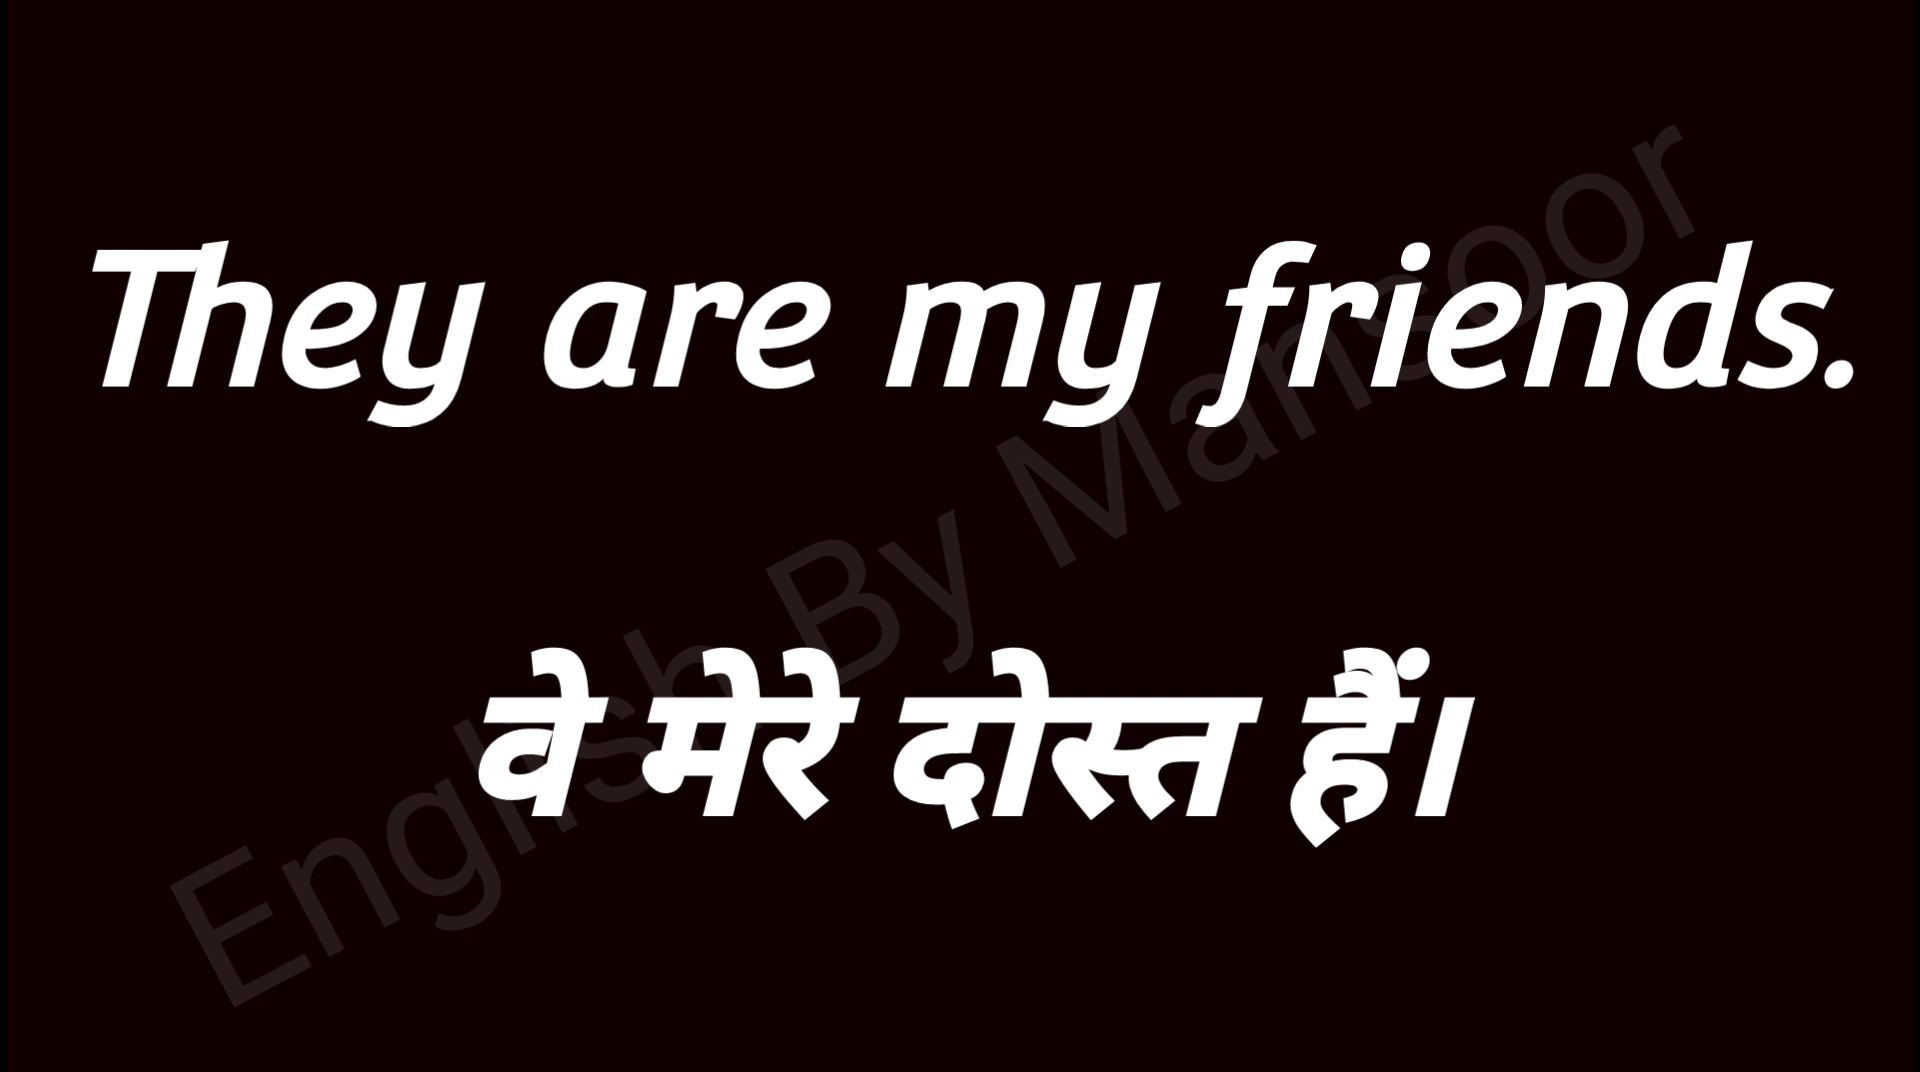 They are my friends.
वे मेरे दोस्त हैं।
English By Mansoor